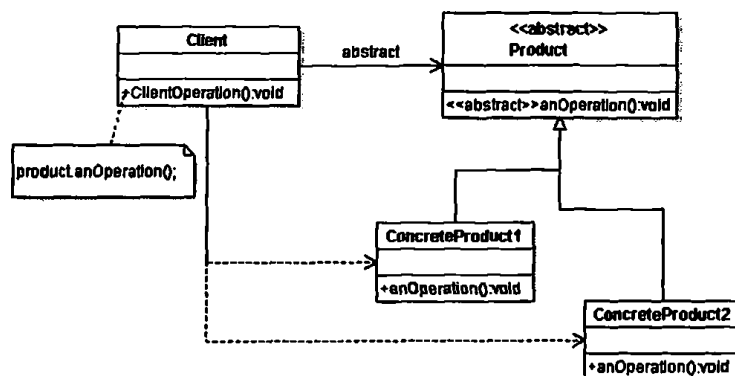 Client
+ClientOperation():void
product.anOperation();
abstract
<<abstract>>
Product
<<abstract>>anOperation():void
ConcreteProduct1
+anOperation():void
ConcreteProduct2
+anOperation():void